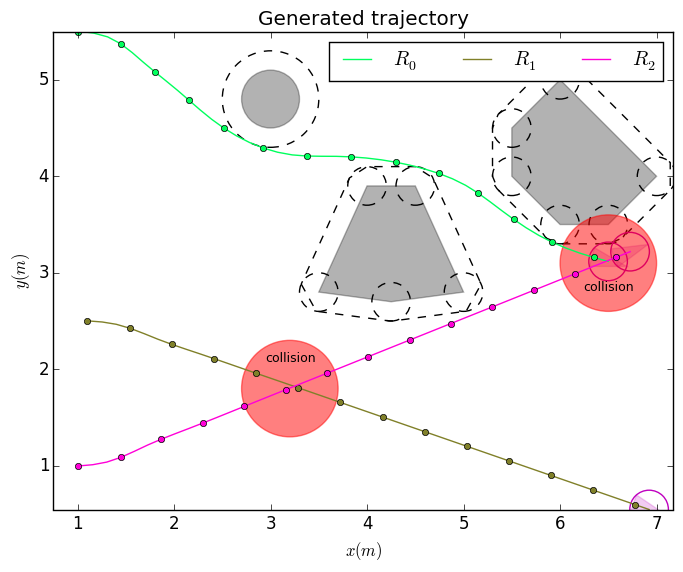 Generated trajectory
R0 R1 R2
5
4
3
2
1
y(m)
collision
collision
1 2 3 4 5 6 7
x(m)